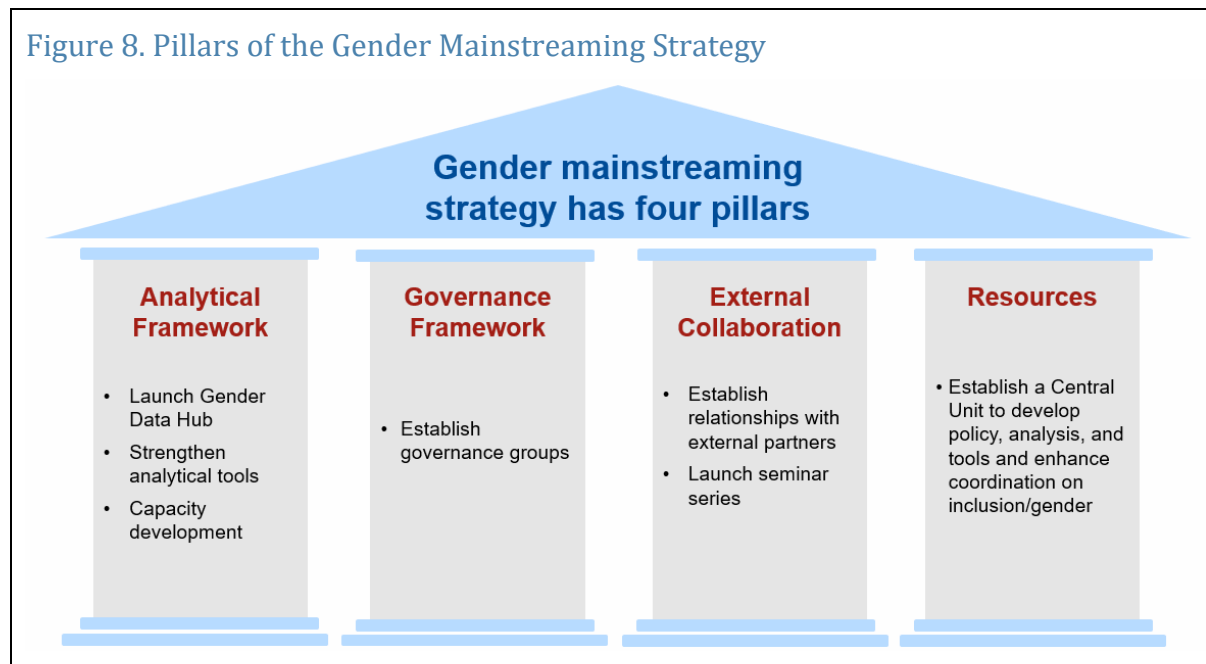 Figure 8. Pillars of the Gender Mainstreaming Strategy
Gender mainstreaming
strategy has four pillars
Analytical
Framework
• Launch Gender
Data Hub
• Strengthen
analytical tools
• Capacity
development
Governance
Framework
• Establish
governance groups
External
Collaboration
• Establish
relationships with
external partners
• Launch seminar
series
Resources
• Establish a Central
Unit to develop
policy, analysis, and
tools and enhance
coordination on
inclusion/gender